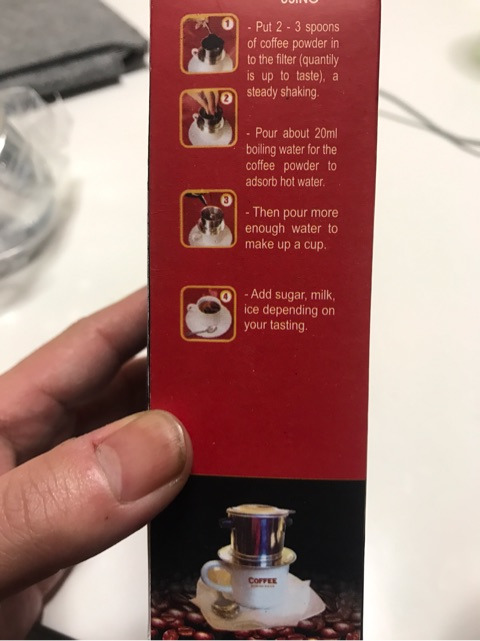 USING
1
- Put 2 - 3 spoons
of coffee powder in
to the filter (quantily
is up to taste), a
steady shaking.
2
- Pour about 20ml
boiling water for the
coffee powder to
adsorb hot water.
3
- Then pour more
enough water to
make up a cup.
4
- Add sugar, milk,
ice depending on
your tasting.
COFFEE